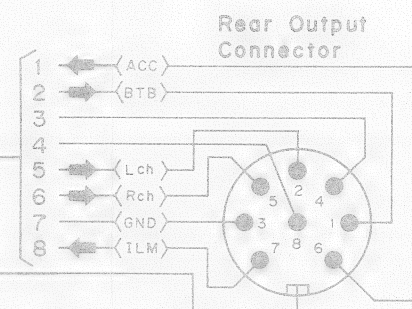 Rear Output
Connector
1 ACC
2 BTB
3
4
5 Lch
6 Rch
7 GND
8 ILM
2
5 4
3 8 1
7 6